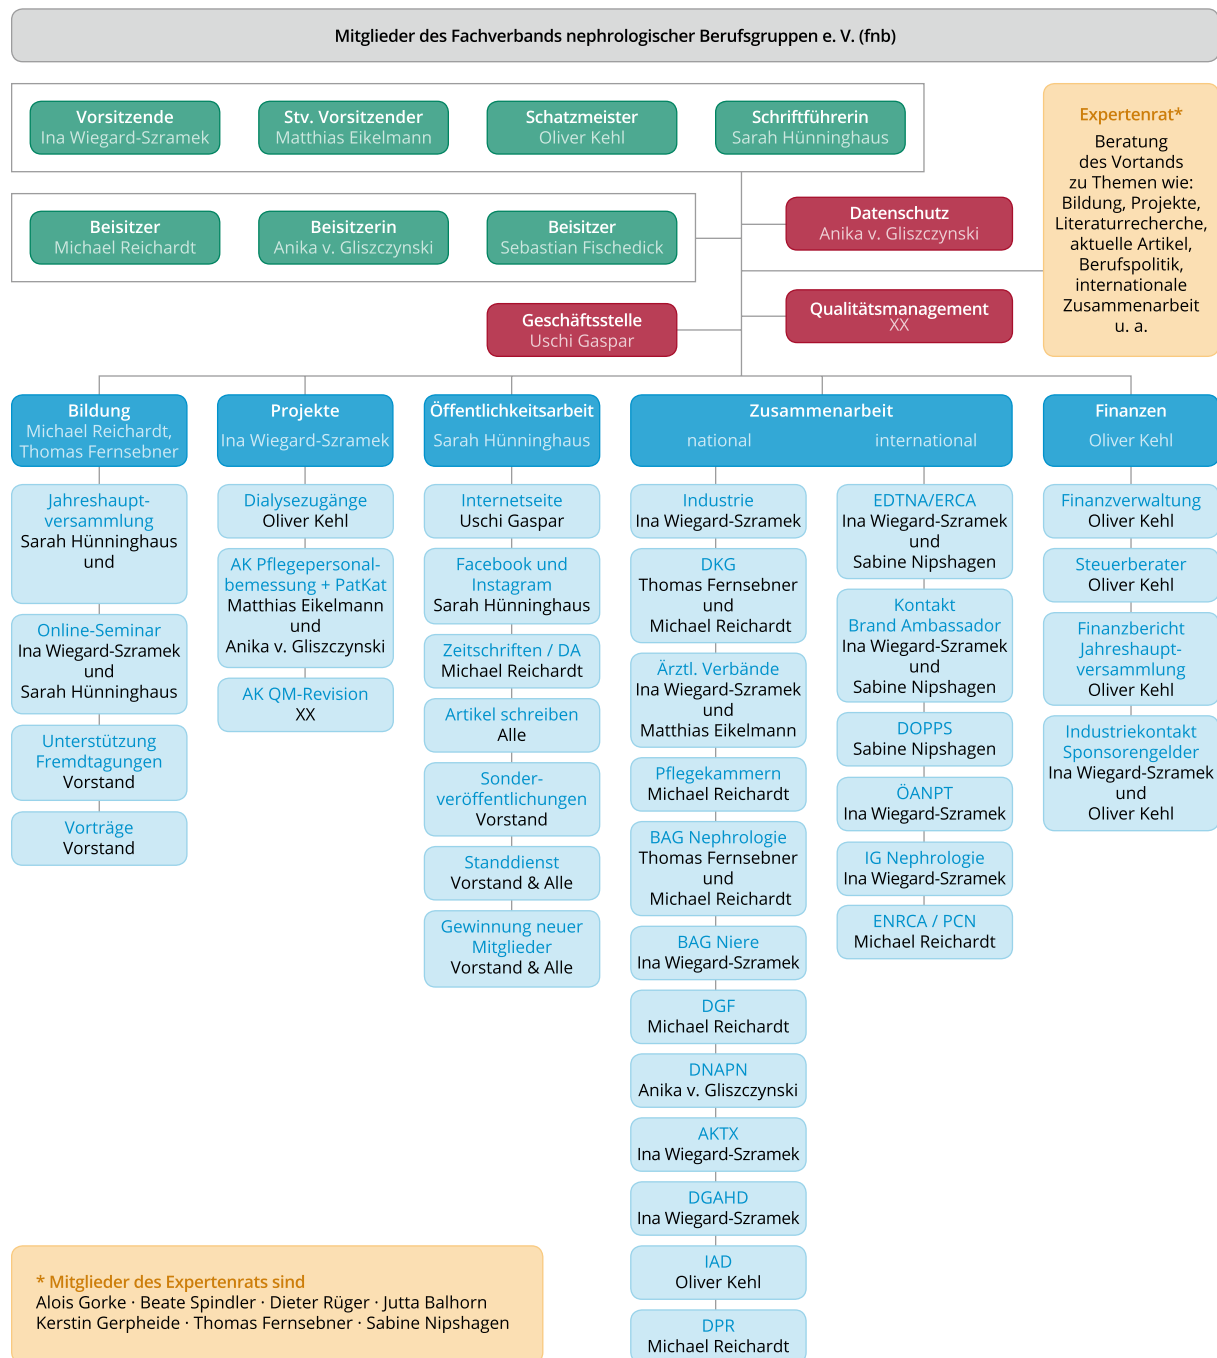 Mitglieder des Fachverbands nephrologischer Berufsgruppen e. V. (fnb)
Vorsitzende
Ina Wiegard-Szramek
Stv. Vorsitzender
Matthias Eikelmann
Schatzmeister
Oliver Kehl
Schriftführerin
Sarah Hünninghaus
Expertenrat*
Beratung
des Vortands
zu Themen wie:
Bildung, Projekte,
Literaturrecherche,
aktuelle Artikel,
Berufspolitik,
internationale
Zusammenarbeit
u. a.
Beisitzer
Michael Reichardt
Beisitzerin
Anika v. Gliszczynski
Beisitzer
Sebastian Fischedick
Datenschutz
Anika v. Gliszczynski
Qualitätsmanagement
XX
Geschäftsstelle
Uschi Gaspar
Bildung
Michael Reichardt,
Thomas Fernsebner
Jahreshaupt-
versammlung
Sarah Hünninghaus
und
Online-Seminar
Ina Wiegard-Szramek
und
Sarah Hünninghaus
Unterstützung
Fremdtagungen
Vorstand
Vorträge
Vorstand
Projekte
Ina Wiegard-Szramek
Dialysezugänge
Oliver Kehl
AK Pflegepersonal-
bemessung + PatKat
Matthias Eikelmann
und
Anika v. Gliszczynski
AK QM-Revision
XX
Öffentlichkeitsarbeit
Sarah Hünninghaus
Internetseite
Uschi Gaspar
Facebook und
Instagram
Sarah Hünninghaus
Zeitschriften / DA
Michael Reichardt
Artikel schreiben
Alle
Sonder-
veröffentlichungen
Vorstand
Standdienst
Vorstand & Alle
Gewinnung neuer
Mitglieder
Vorstand & Alle
Zusammenarbeit
national
international
Industrie
Ina Wiegard-Szramek
DKG
Thomas Fernsebner
und
Michael Reichardt
Ärztl. Verbände
Ina Wiegard-Szramek
und
Matthias Eikelmann
Pflegekammern
Michael Reichardt
BAG Nephrologie
Thomas Fernsebner
und
Michael Reichardt
BAG Niere
Ina Wiegard-Szramek
DGF
Michael Reichardt
DNAPN
Anika v. Gliszczynski
AKTX
Ina Wiegard-Szramek
DGAHD
Ina Wiegard-Szramek
IAD
Oliver Kehl
DPR
Michael Reichardt
EDTNA/ERCA
Ina Wiegard-Szramek
und
Sabine Nipshagen
Kontakt
Brand Ambassador
Ina Wiegard-Szramek
und
Sabine Nipshagen
DOPPS
Sabine Nipshagen
ÖANPT
Ina Wiegard-Szramek
IG Nephrologie
Ina Wiegard-Szramek
ENRCA / PCN
Michael Reichardt
Finanzen
Oliver Kehl
Finanzverwaltung
Oliver Kehl
Steuerberater
Oliver Kehl
Finanzbericht
Jahreshaupt-
versammlung
Oliver Kehl
Industriekontakt
Sponsorengelder
Ina Wiegard-Szramek
und
Oliver Kehl
* Mitglieder des Expertenrats sind
Alois Gorke · Beate Spindler · Dieter Rüger · Jutta Balhorn
Kerstin Gerpheide · Thomas Fernsebner · Sabine Nipshagen